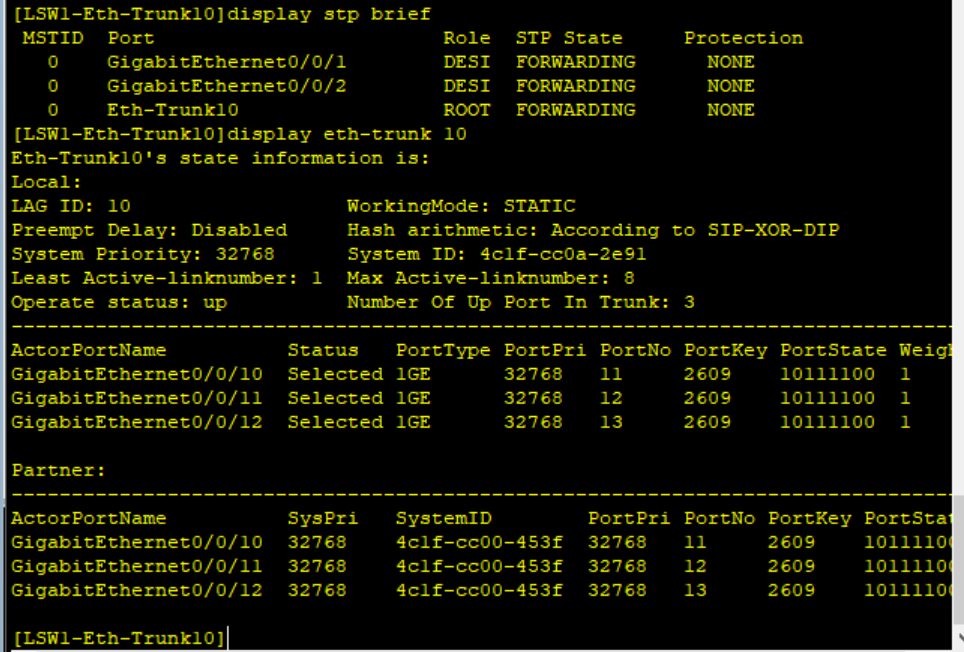 [LSW1-Eth-Trunk10]display stp brief
MSTID Port Role STP State Protection
0 GigabitEthernet0/0/1 DESI FORWARDING NONE
0 GigabitEthernet0/0/2 DESI FORWARDING NONE
0 Eth-Trunk10 ROOT FORWARDING NONE
[LSW1-Eth-Trunk10]display eth-trunk 10
Eth-Trunk10's state information is:
Local:
LAG ID: 10 WorkingMode: STATIC
Preempt Delay: Disabled Hash arithmetic: According to SIP-XOR-DIP
System Priority: 32768 System ID: 4c1f-cc0a-2e91
Least Active-linknumber: 1 Max Active-linknumber: 8
Operate status: up Number Of Up Port In Trunk: 3
--------------------------------------------------------------------------------
ActorPortName Status PortType PortPri PortNo PortKey PortState Weigh
GigabitEthernet0/0/10 Selected 1GE 32768 11 2609 10111100 1
GigabitEthernet0/0/11 Selected 1GE 32768 12 2609 10111100 1
GigabitEthernet0/0/12 Selected 1GE 32768 13 2609 10111100 1
Partner:
--------------------------------------------------------------------------------
ActorPortName SysPri SystemID PortPri PortNo PortKey PortStat
GigabitEthernet0/0/10 32768 4c1f-cc00-453f 32768 11 2609 10111100
GigabitEthernet0/0/11 32768 4c1f-cc00-453f 32768 12 2609 10111100
GigabitEthernet0/0/12 32768 4c1f-cc00-453f 32768 13 2609 10111100
[LSW1-Eth-Trunk10]